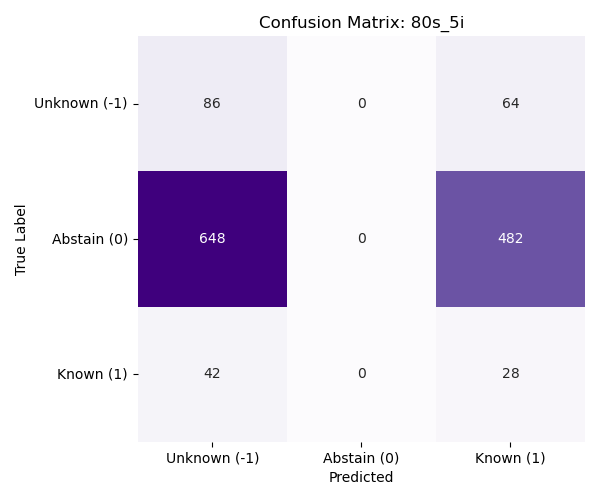 Confusion Matrix: 80s_5i
True Label
Unknown (-1) 86 0 64
Abstain (0) 648 0 482
Known (1) 42 0 28
Unknown (-1) Abstain (0) Known (1)
Predicted